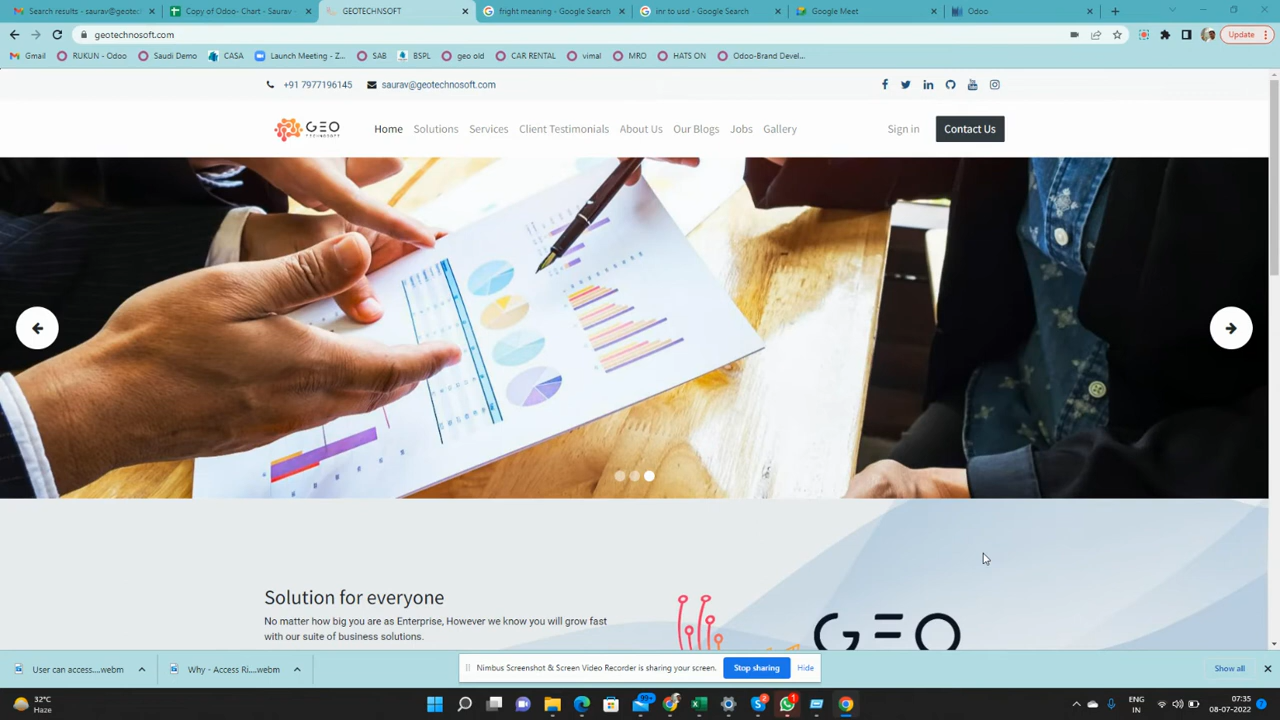 Search results - saurav@geotec:
Copy of Odoo- Chart - Saurav -
GEOTECHNSOFT
fright meaning - Google Search
inr to usd - Google Search
Google Meet
Odoo
geotechnosoft.com
Update
Gmail
RUKUN - Odoo
Saudi Demo
CASA
Launch Meeting - Z...
SAB
BSPL
geo old
CAR RENTAL
vimal
MRO
HATS ON
Odoo-Brand Devel...
+91 7977196145
saurav@geotechnosoft.com
GEO
TECHNOSOFT
Home
Solutions
Services
Client Testimonials
About Us
Our Blogs
Jobs
Gallery
Sign in
Contact Us
Solution for everyone
No matter how big you are as Enterprise, However we know you will grow fast
with our suite of business solutions.
GEO
User can access....webm
Why - Access Ri....webm
Nimbus Screenshot & Screen Video Recorder is sharing your screen.
Stop sharing
Hide
Show all
32°C
Haze
99+
2
1
ENG
IN
07:35
08-07-2022